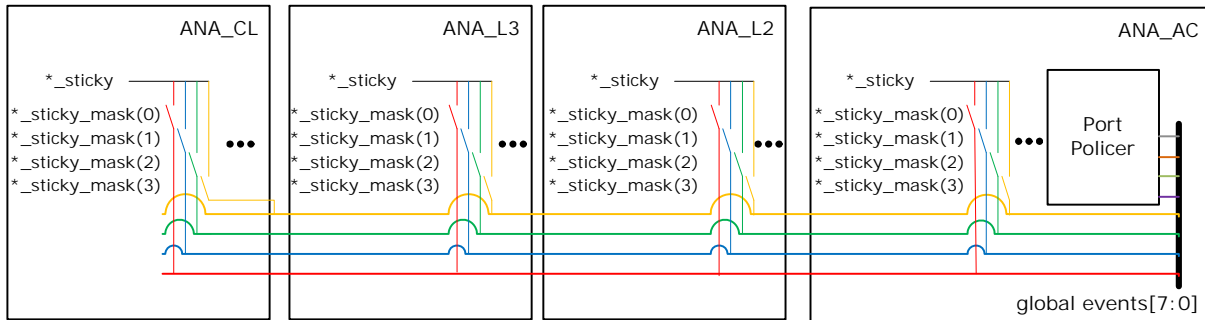 ANA_CL
*_sticky
*_sticky_mask(0)
*_sticky_mask(1)
*_sticky_mask(2)
*_sticky_mask(3)
ANA_L3
*_sticky
*_sticky_mask(0)
*_sticky_mask(1)
*_sticky_mask(2)
*_sticky_mask(3)
ANA_L2
*_sticky
*_sticky_mask(0)
*_sticky_mask(1)
*_sticky_mask(2)
*_sticky_mask(3)
ANA_AC
*_sticky
*_sticky_mask(0)
*_sticky_mask(1)
*_sticky_mask(2)
*_sticky_mask(3)
Port
Policer
global events[7:0]